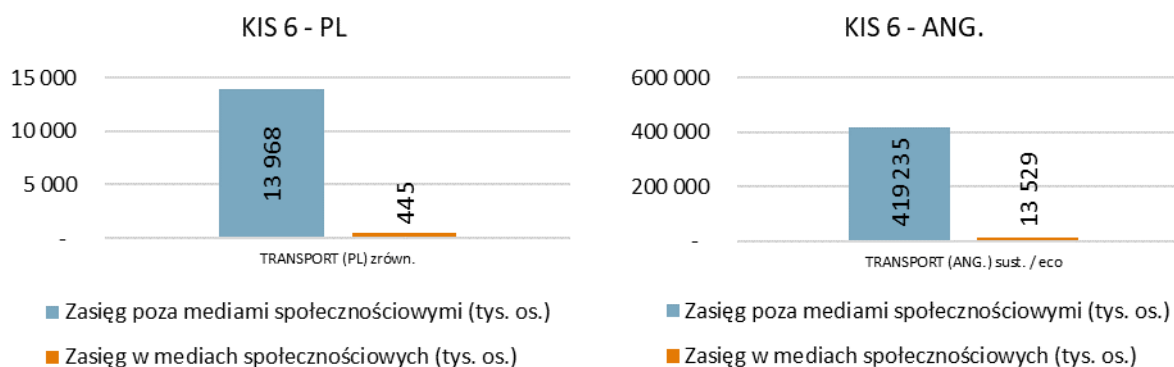 KIS 6 - PL
15 000
10 000
5 000
-
13 968
445
TRANSPORT (PL) zrówn.
Zasięg poza mediami społecznościowymi (tys. os.)
Zasięg w mediach społecznościowych (tys. os.)
KIS 6 - ANG.
600 000
400 000
200 000
-
419 235
13 529
TRANSPORT (ANG.) sust. / eco
Zasięg poza mediami społecznościowymi (tys. os.)
Zasięg w mediach społecznościowych (tys. os.)